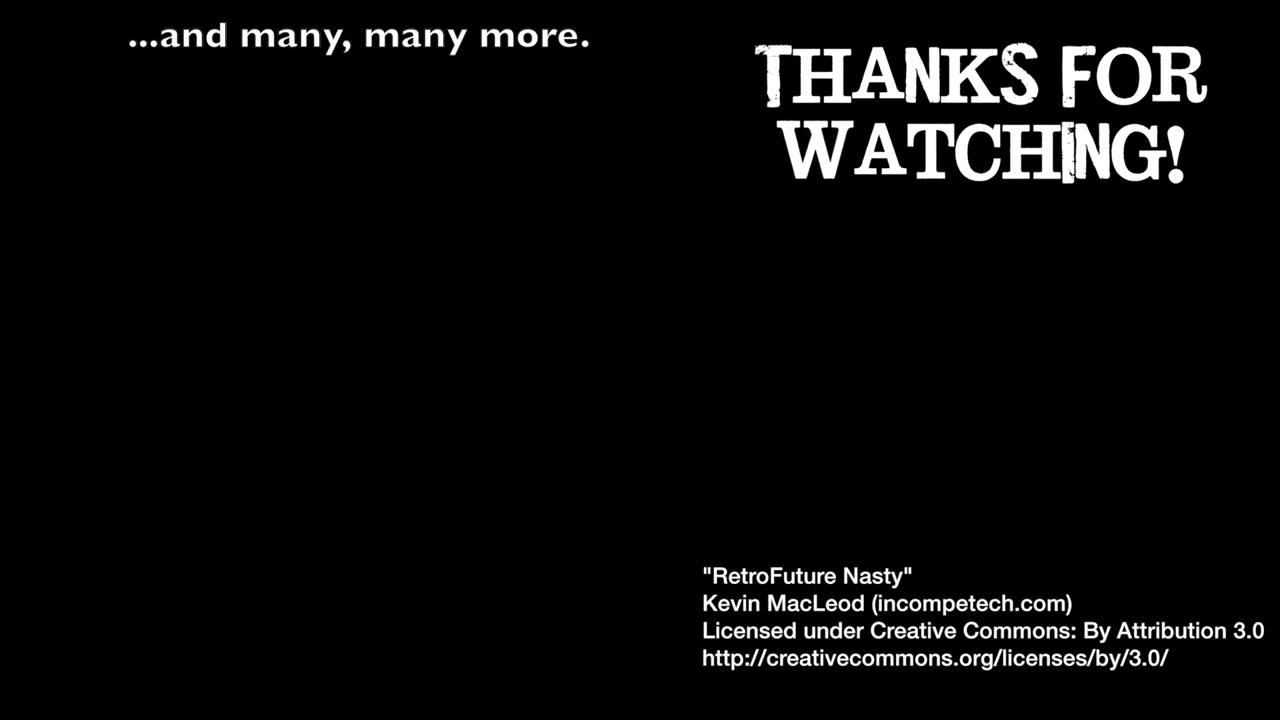 ...and many, many more.
THANKS FOR
WATCHING!
"RetroFuture Nasty"
Kevin MacLeod (incompetech.com)
Licensed under Creative Commons: By Attribution 3.0
http://creativecommons.org/licenses/by/3.0/